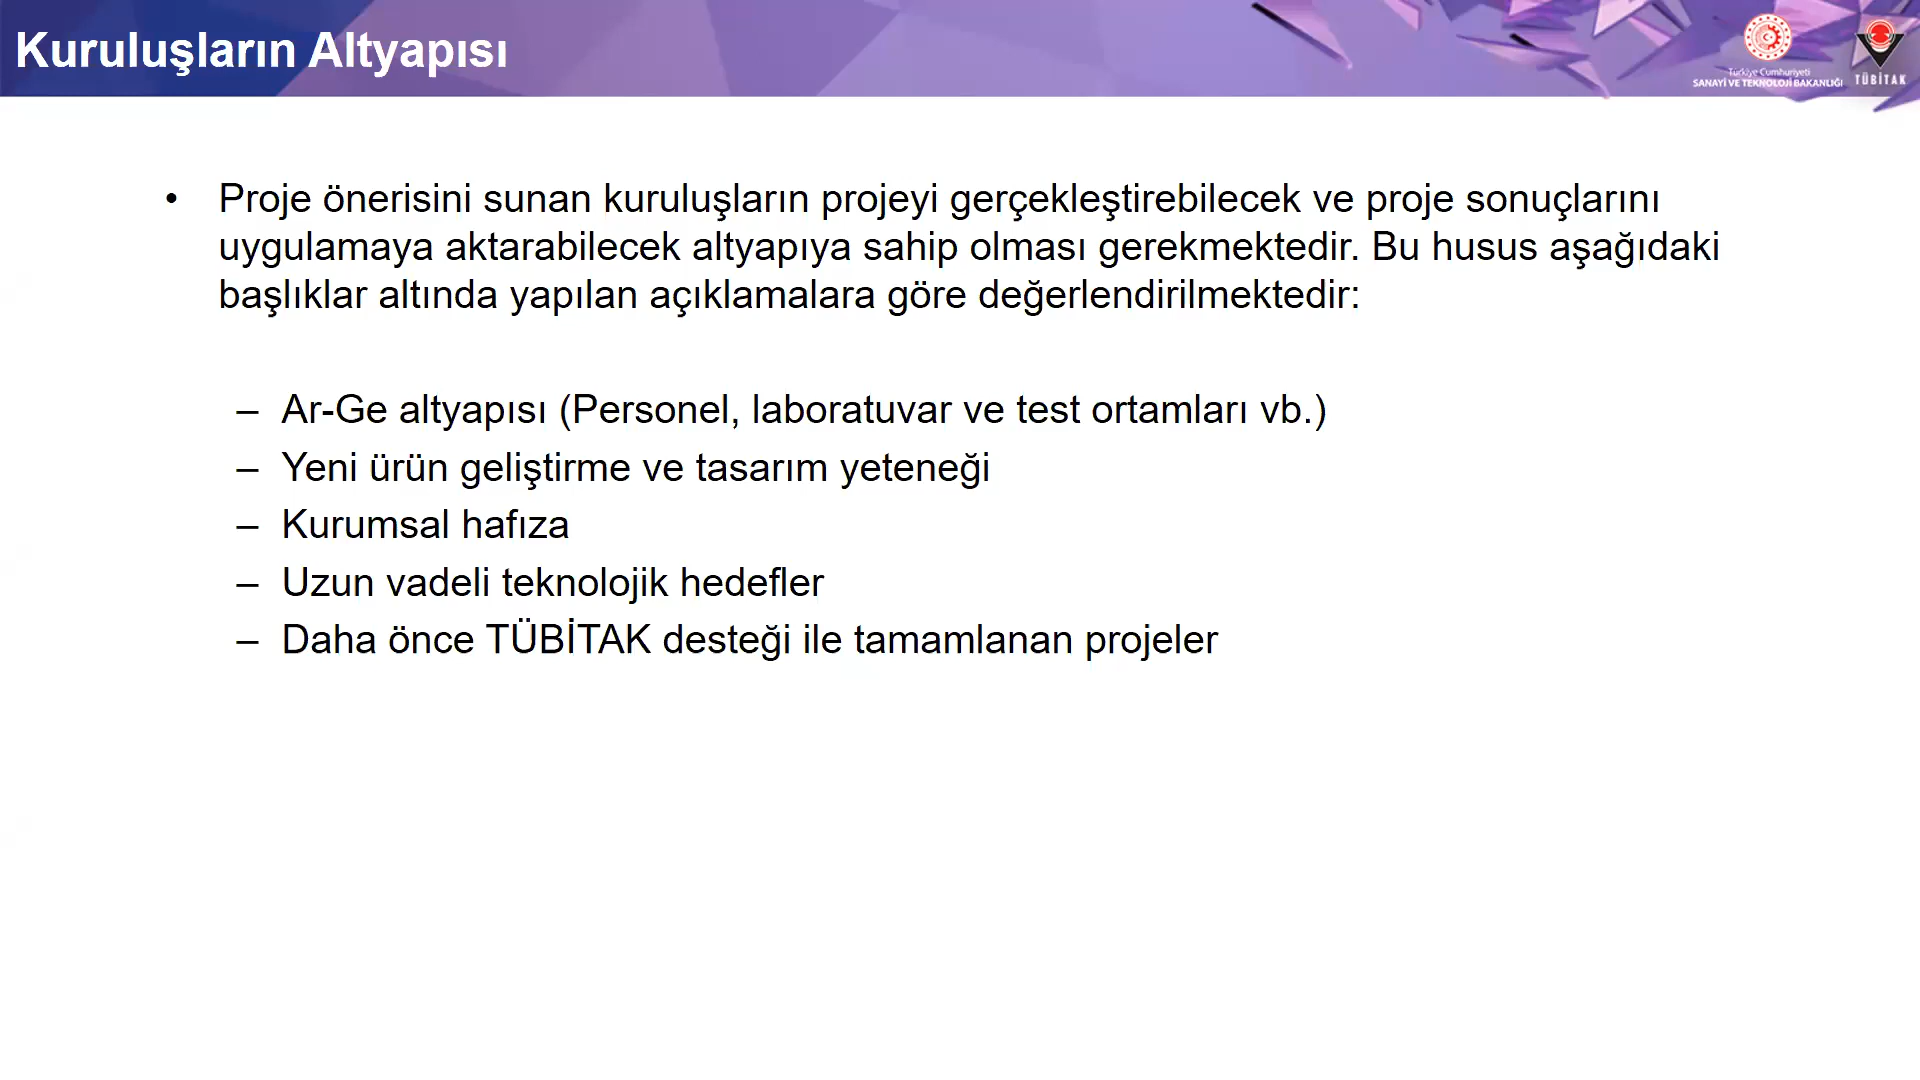 Kuruluşların Altyapısı
Türkiye Cumhuriyeti
SANAYİ VE TEKNOLOJİ BAKANLIĞI
TÜBİTAK
• Proje önerisini sunan kuruluşların projeyi gerçekleştirebilecek ve proje sonuçlarını
uygulamaya aktarabilecek altyapıya sahip olması gerekmektedir. Bu husus aşağıdaki
başlıklar altında yapılan açıklamalara göre değerlendirilmektedir:
– Ar-Ge altyapısı (Personel, laboratuvar ve test ortamları vb.)
– Yeni ürün geliştirme ve tasarım yeteneği
– Kurumsal hafıza
– Uzun vadeli teknolojik hedefler
– Daha önce TÜBİTAK desteği ile tamamlanan projeler